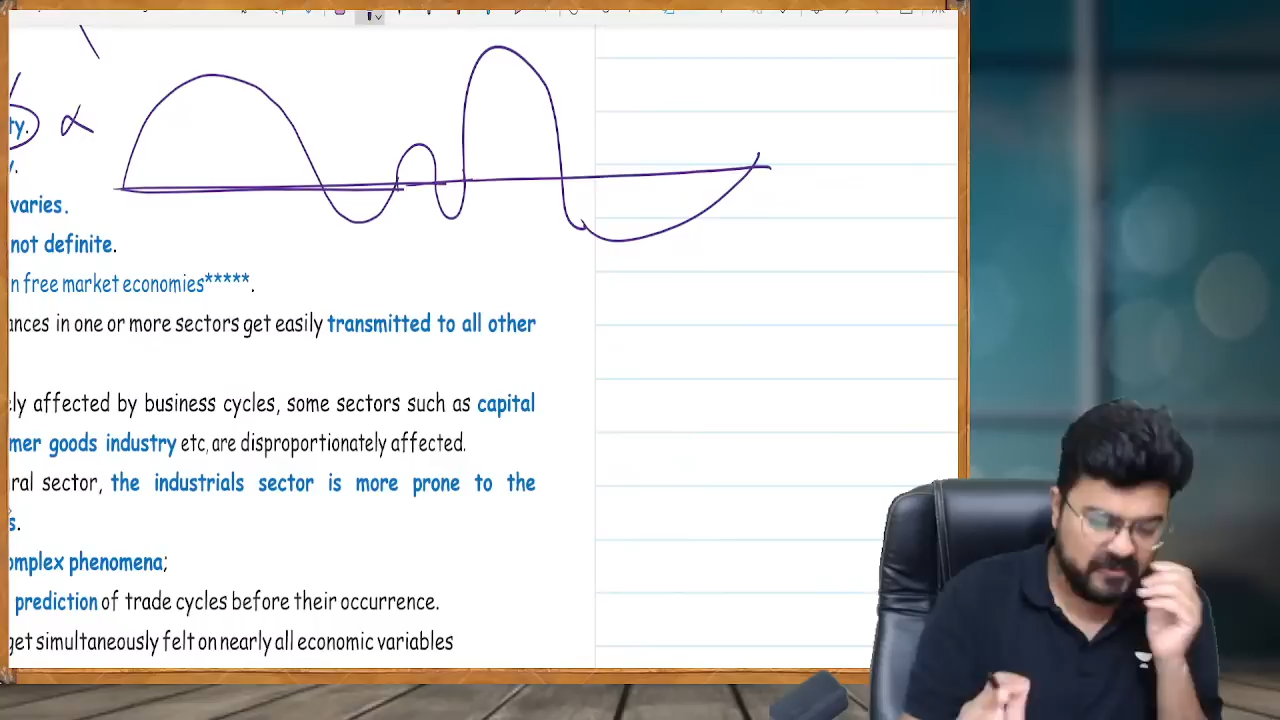 ty. α
varies.
not definite.
n free market economies*****.
ances in one or more sectors get easily transmitted to all other
ly affected by business cycles, some sectors such as capital
mer goods industry etc, are disproportionately affected.
ral sector, the industrials sector is more prone to the
s.
omplex phenomena;
prediction of trade cycles before their occurrence.
get simultaneously felt on nearly all economic variables